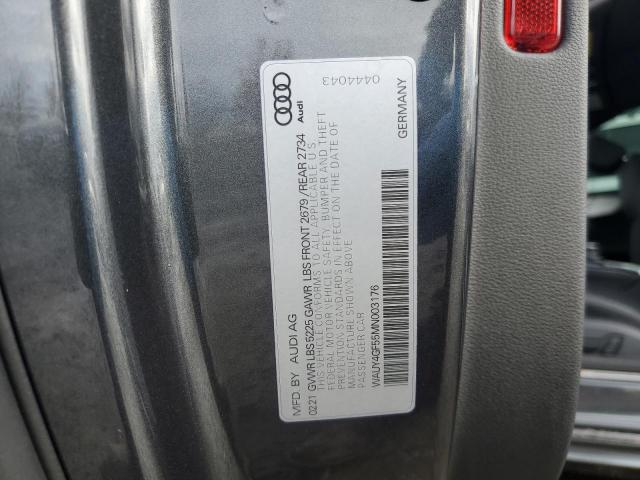 MFD. BY AUDI AG
0221 GVWR LBS 5225 GAWR LBS FRONT 2679 / REAR 2734
THIS VEHICLE CONFORMS TO ALL APPLICABLE U S
FEDERAL MOTOR VEHICLE SAFETY, BUMPER AND THEFT
PREVENTION STANDARDS IN EFFECT ON THE DATE OF
MANUFACTURE SHOWN ABOVE
PASSENGER CAR
WAUY4GF55MN003176
GERMANY
Audi
0444043